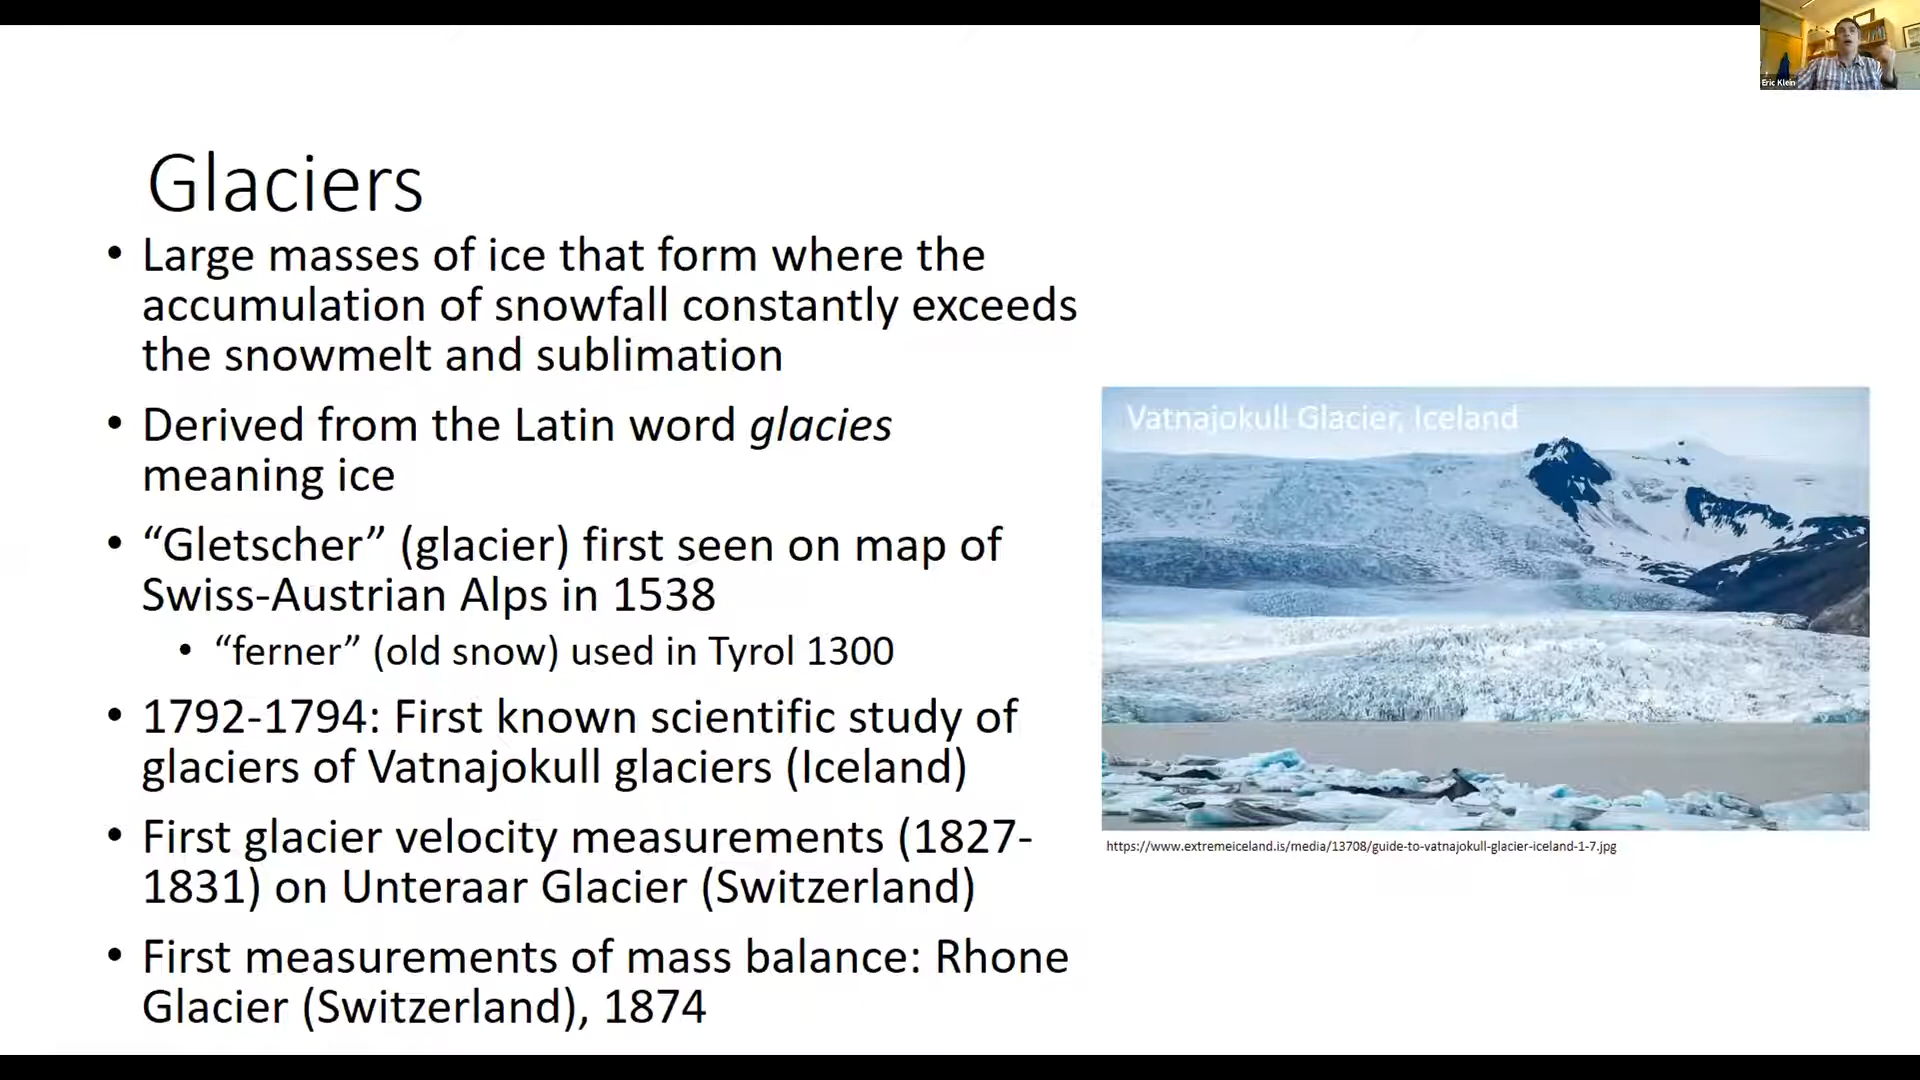 Eric Klein
Glaciers
• Large masses of ice that form where the
accumulation of snowfall constantly exceeds
the snowmelt and sublimation
• Derived from the Latin word glacies
meaning ice
• “Gletscher” (glacier) first seen on map of
Swiss-Austrian Alps in 1538
• “ferner” (old snow) used in Tyrol 1300
• 1792-1794: First known scientific study of
glaciers of Vatnajokull glaciers (Iceland)
• First glacier velocity measurements (1827-
1831) on Unteraar Glacier (Switzerland)
• First measurements of mass balance: Rhone
Glacier (Switzerland), 1874
Vatnajokull Glacier, Iceland
https://www.extremeiceland.is/media/13708/guide-to-vatnajokull-glacier-iceland-1-7.jpg